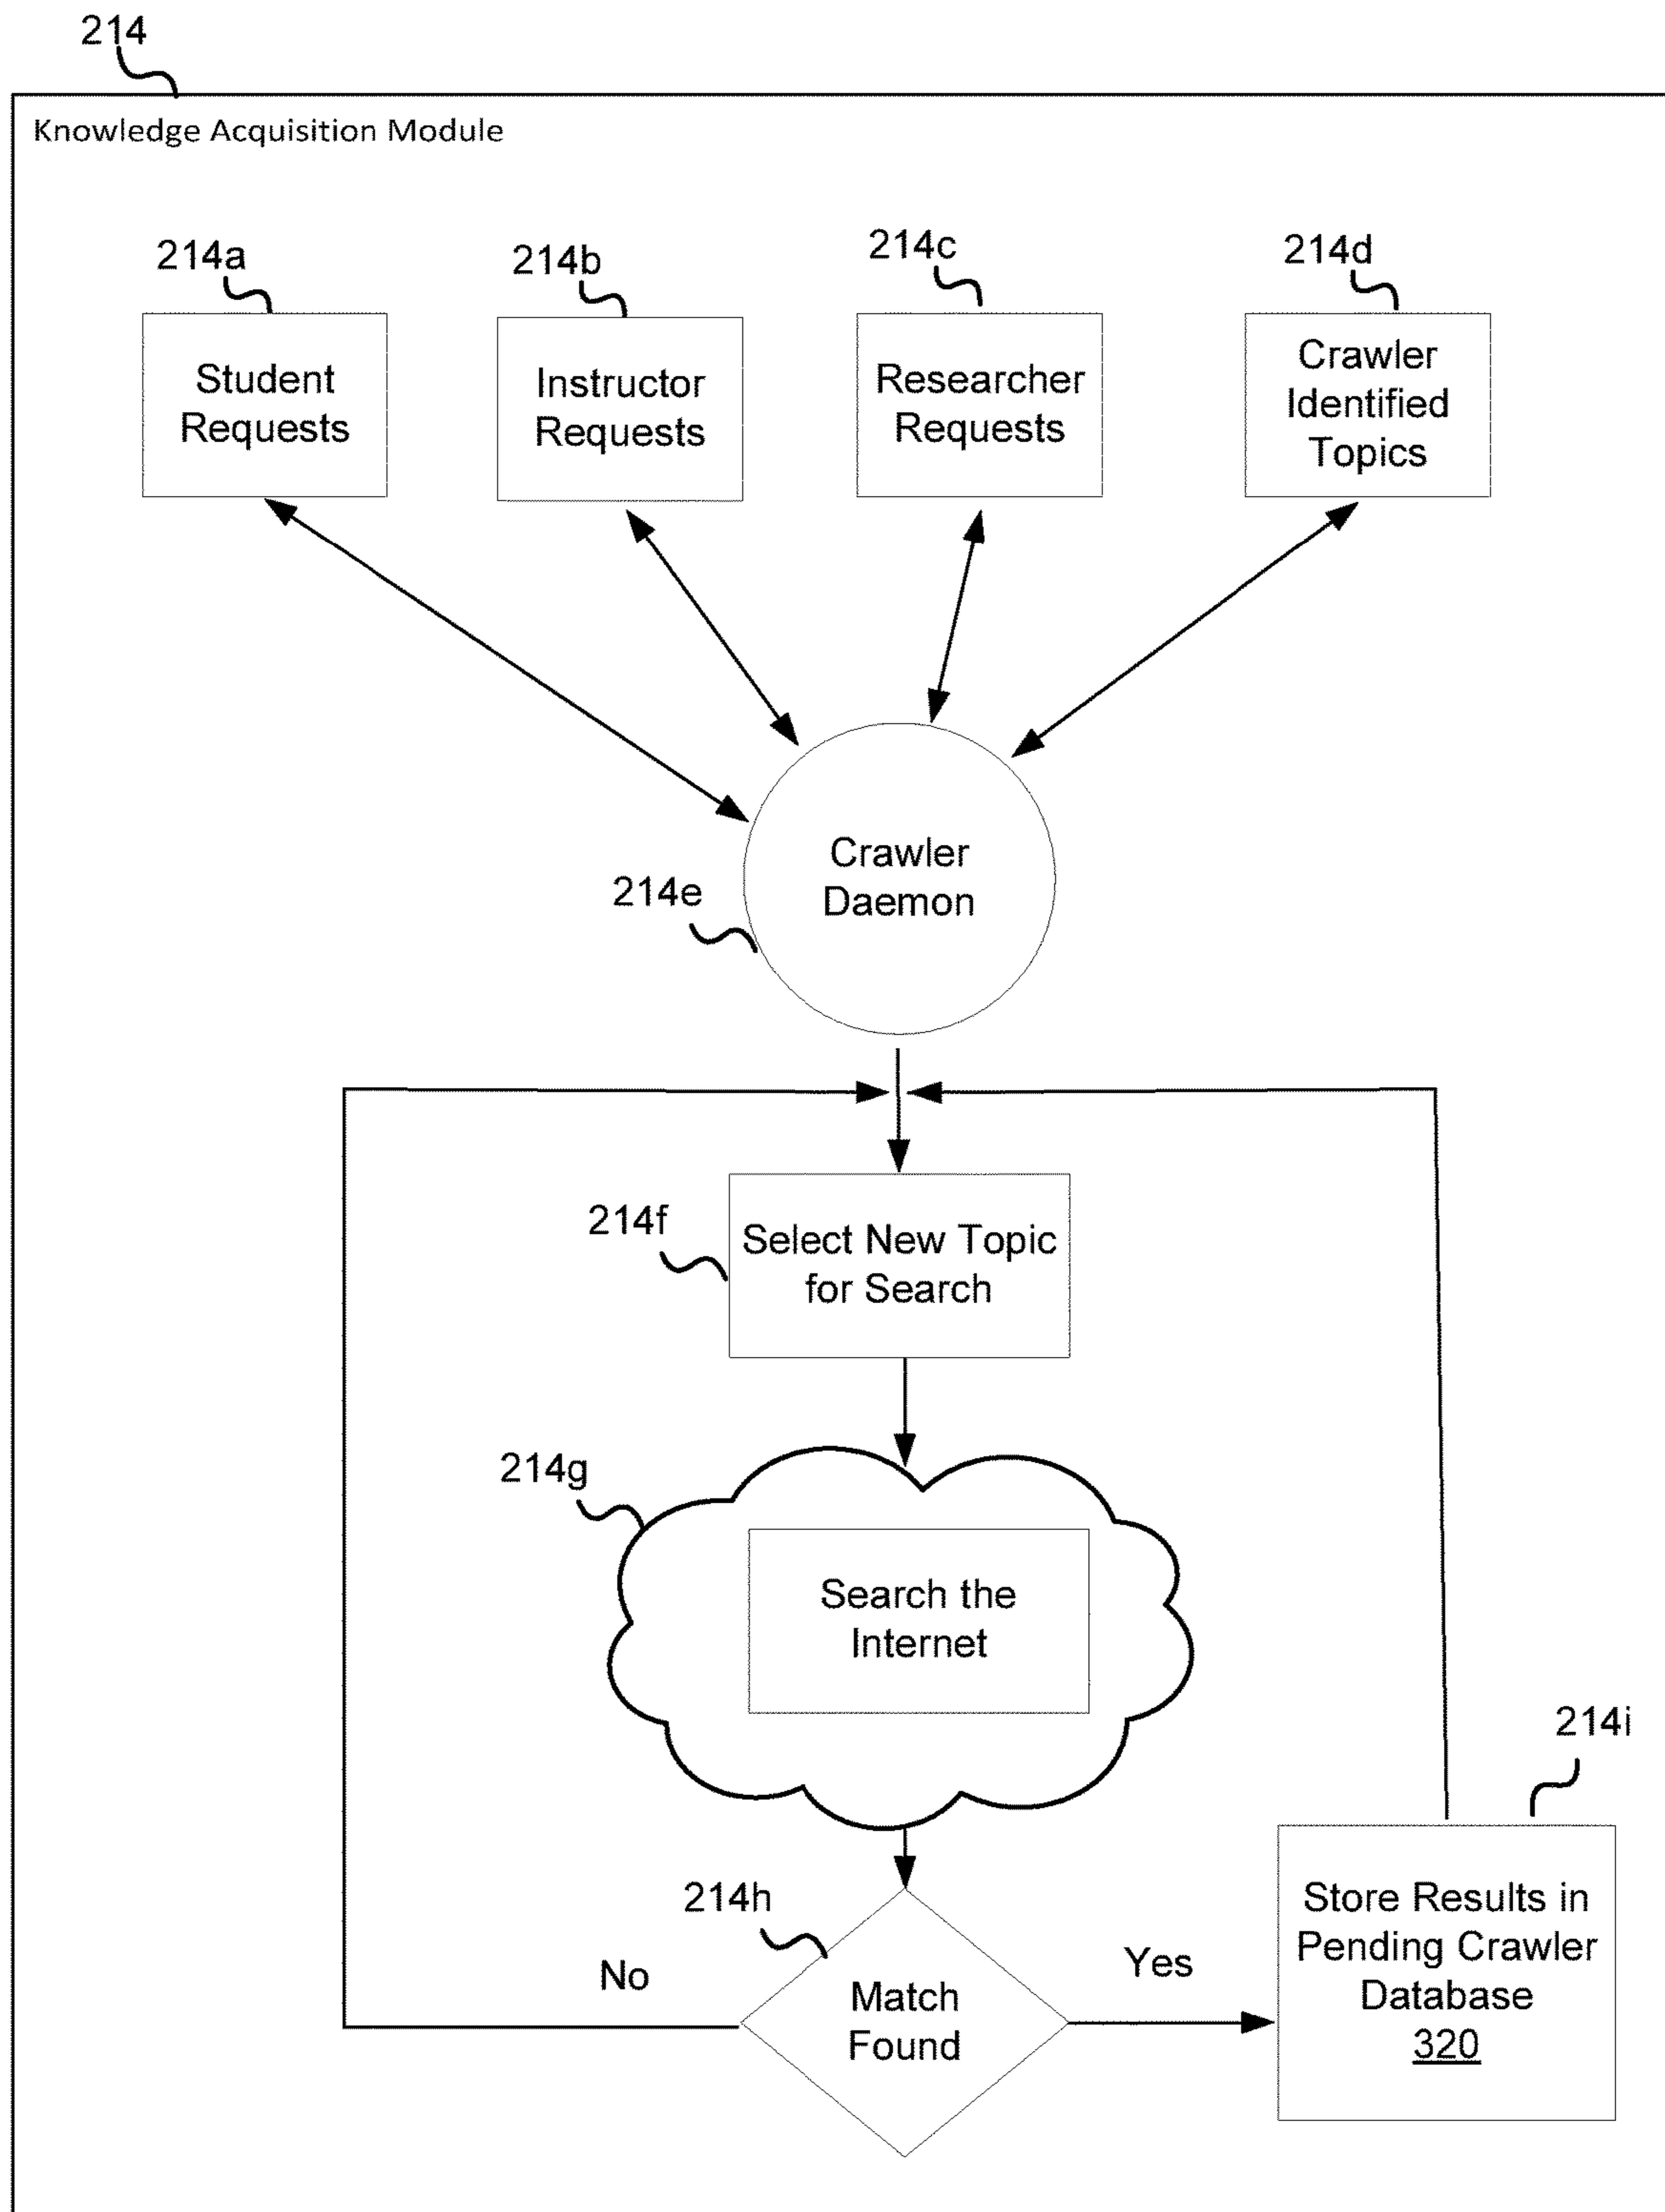 214
Knowledge Acquisition Module
214a
214b
214c
214d
Student
Requests
Instructor
Requests
Researcher
Requests
Crawler
Identified
Topics
Crawler
Daemon
214e
214f
Select New Topic
for Search
214g
Search the
Internet
214i
214h
No
Match
Found
Yes
Store Results in
Pending Crawler
Database
320